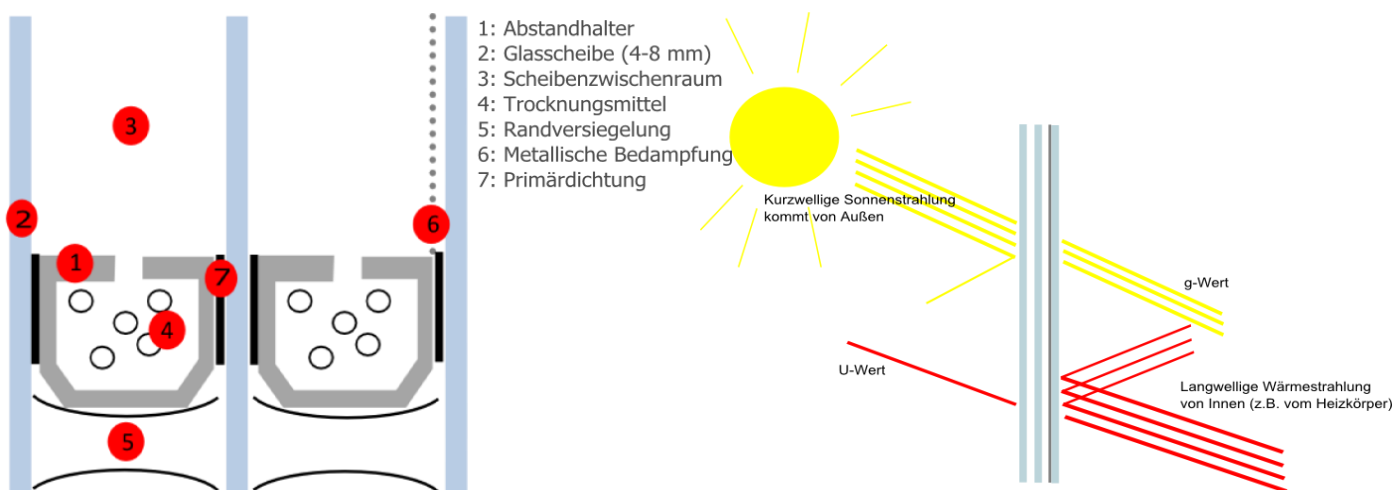 1: Abstandhalter
2: Glasscheibe (4-8 mm)
3: Scheibenzwischenraum
4: Trocknungsmittel
5: Randversiegelung
6: Metallische Bedampfung
7: Primärdichtung
3
2
6
1
7
4
5
Kurzwellige Sonnenstrahlung
kommt von Außen
g-Wert
U-Wert
Langwellige Wärmestrahlung
von Innen (z.B. vom Heizkörper)